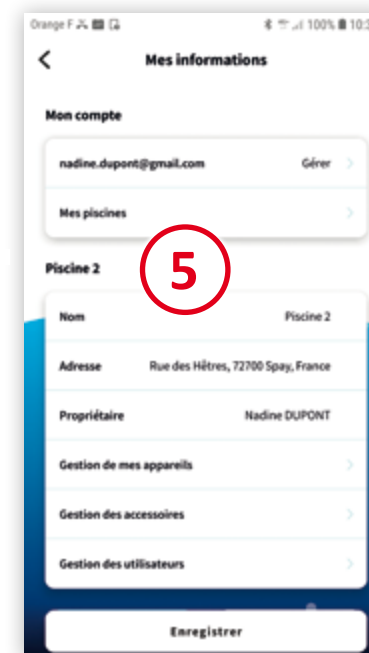 Orange F 100% 10:3
Mes informations
Mon compte
nadine.dupont@gmail.com Gérer
Mes piscines
Piscine 2
5
Nom Piscine 2
Adresse Rue des Hêtres, 72700 Spay, France
Propriétaire Nadine DUPONT
Gestion de mes appareils
Gestion des accessoires
Gestion des utilisateurs
Enregistrer